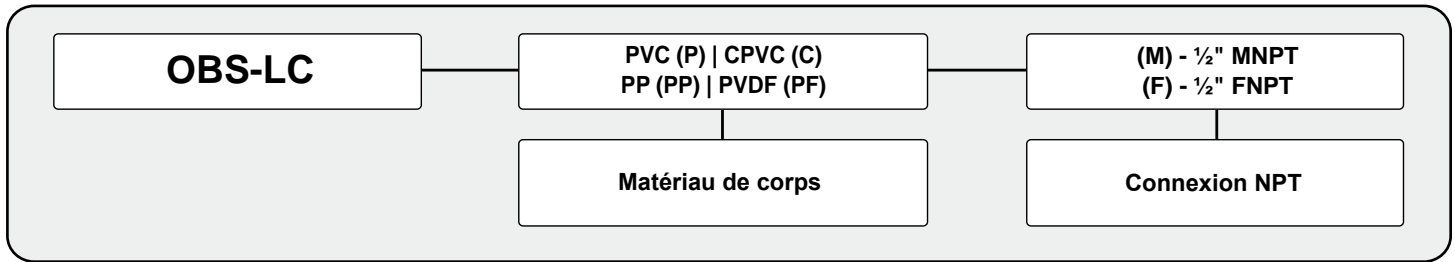 OBS-LC
PVC (P) | CPVC (C)
PP (PP) | PVDF (PF)
(M) - ½" MNPT
(F) - ½" FNPT
Matériau de corps
Connexion NPT